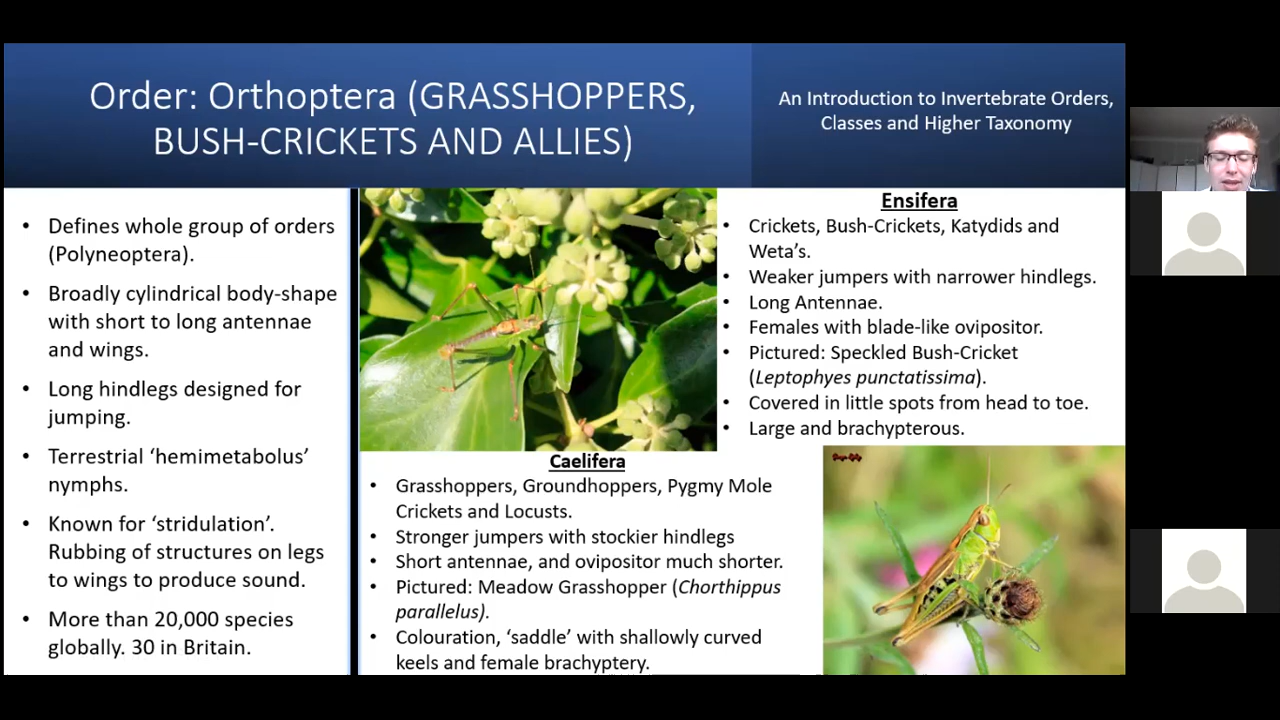 Order: Orthoptera (GRASSHOPPERS,
BUSH-CRICKETS AND ALLIES)
An Introduction to Invertebrate Orders,
Classes and Higher Taxonomy
• Defines whole group of orders
(Polyneoptera).
• Broadly cylindrical body-shape
with short to long antennae
and wings.
• Long hindlegs designed for
jumping.
• Terrestrial ‘hemimetabolus’
nymphs.
• Known for ‘stridulation’.
Rubbing of structures on legs
to wings to produce sound.
• More than 20,000 species
globally. 30 in Britain.
Ensifera
• Crickets, Bush-Crickets, Katydids and
Weta’s.
• Weaker jumpers with narrower hindlegs.
• Long Antennae.
• Females with blade-like ovipositor.
• Pictured: Speckled Bush-Cricket
(Leptophyes punctatissima).
• Covered in little spots from head to toe.
• Large and brachypterous.
Caelifera
• Grasshoppers, Groundhoppers, Pygmy Mole
Crickets and Locusts.
• Stronger jumpers with stockier hindlegs
• Short antennae, and ovipositor much shorter.
• Pictured: Meadow Grasshopper (Chorthippus
parallelus).
• Colouration, ‘saddle’ with shallowly curved
keels and female brachyptery.